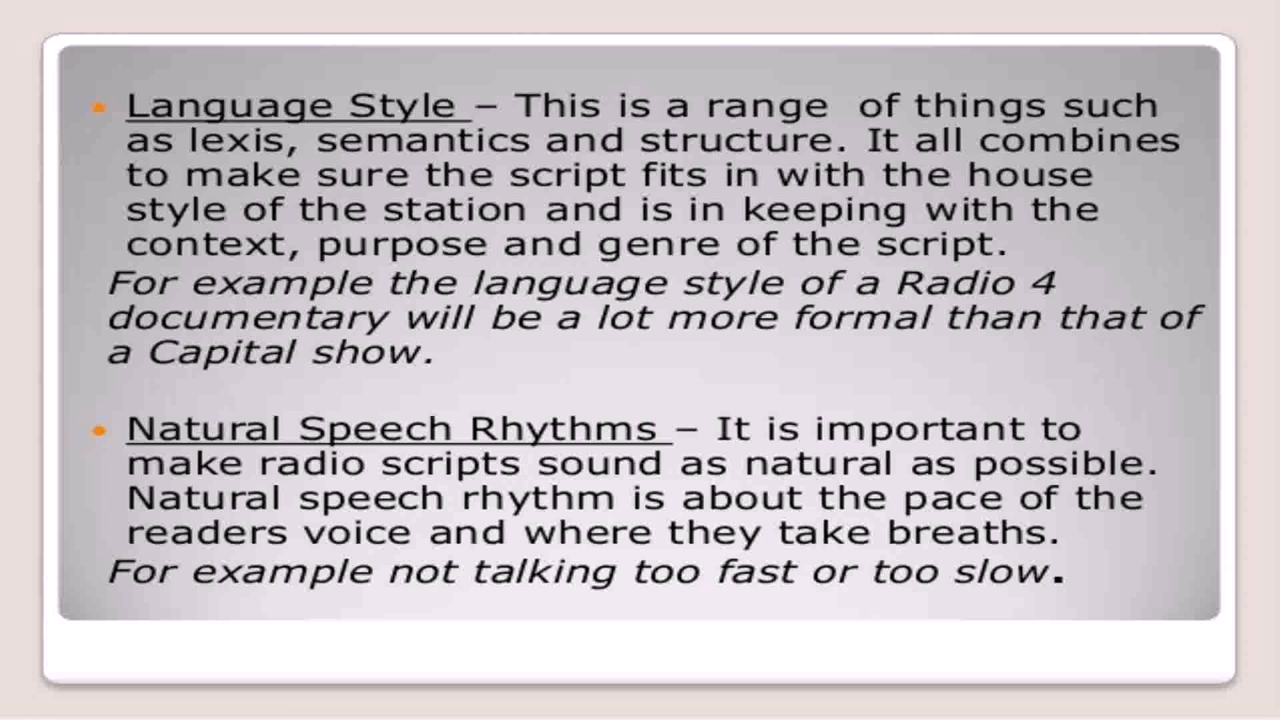 • Language Style – This is a range of things such
as lexis, semantics and structure. It all combines
to make sure the script fits in with the house
style of the station and is in keeping with the
context, purpose and genre of the script.
For example the language style of a Radio 4
documentary will be a lot more formal than that of
a Capital show.
• Natural Speech Rhythms – It is important to
make radio scripts sound as natural as possible.
Natural speech rhythm is about the pace of the
readers voice and where they take breaths.
For example not talking too fast or too slow.